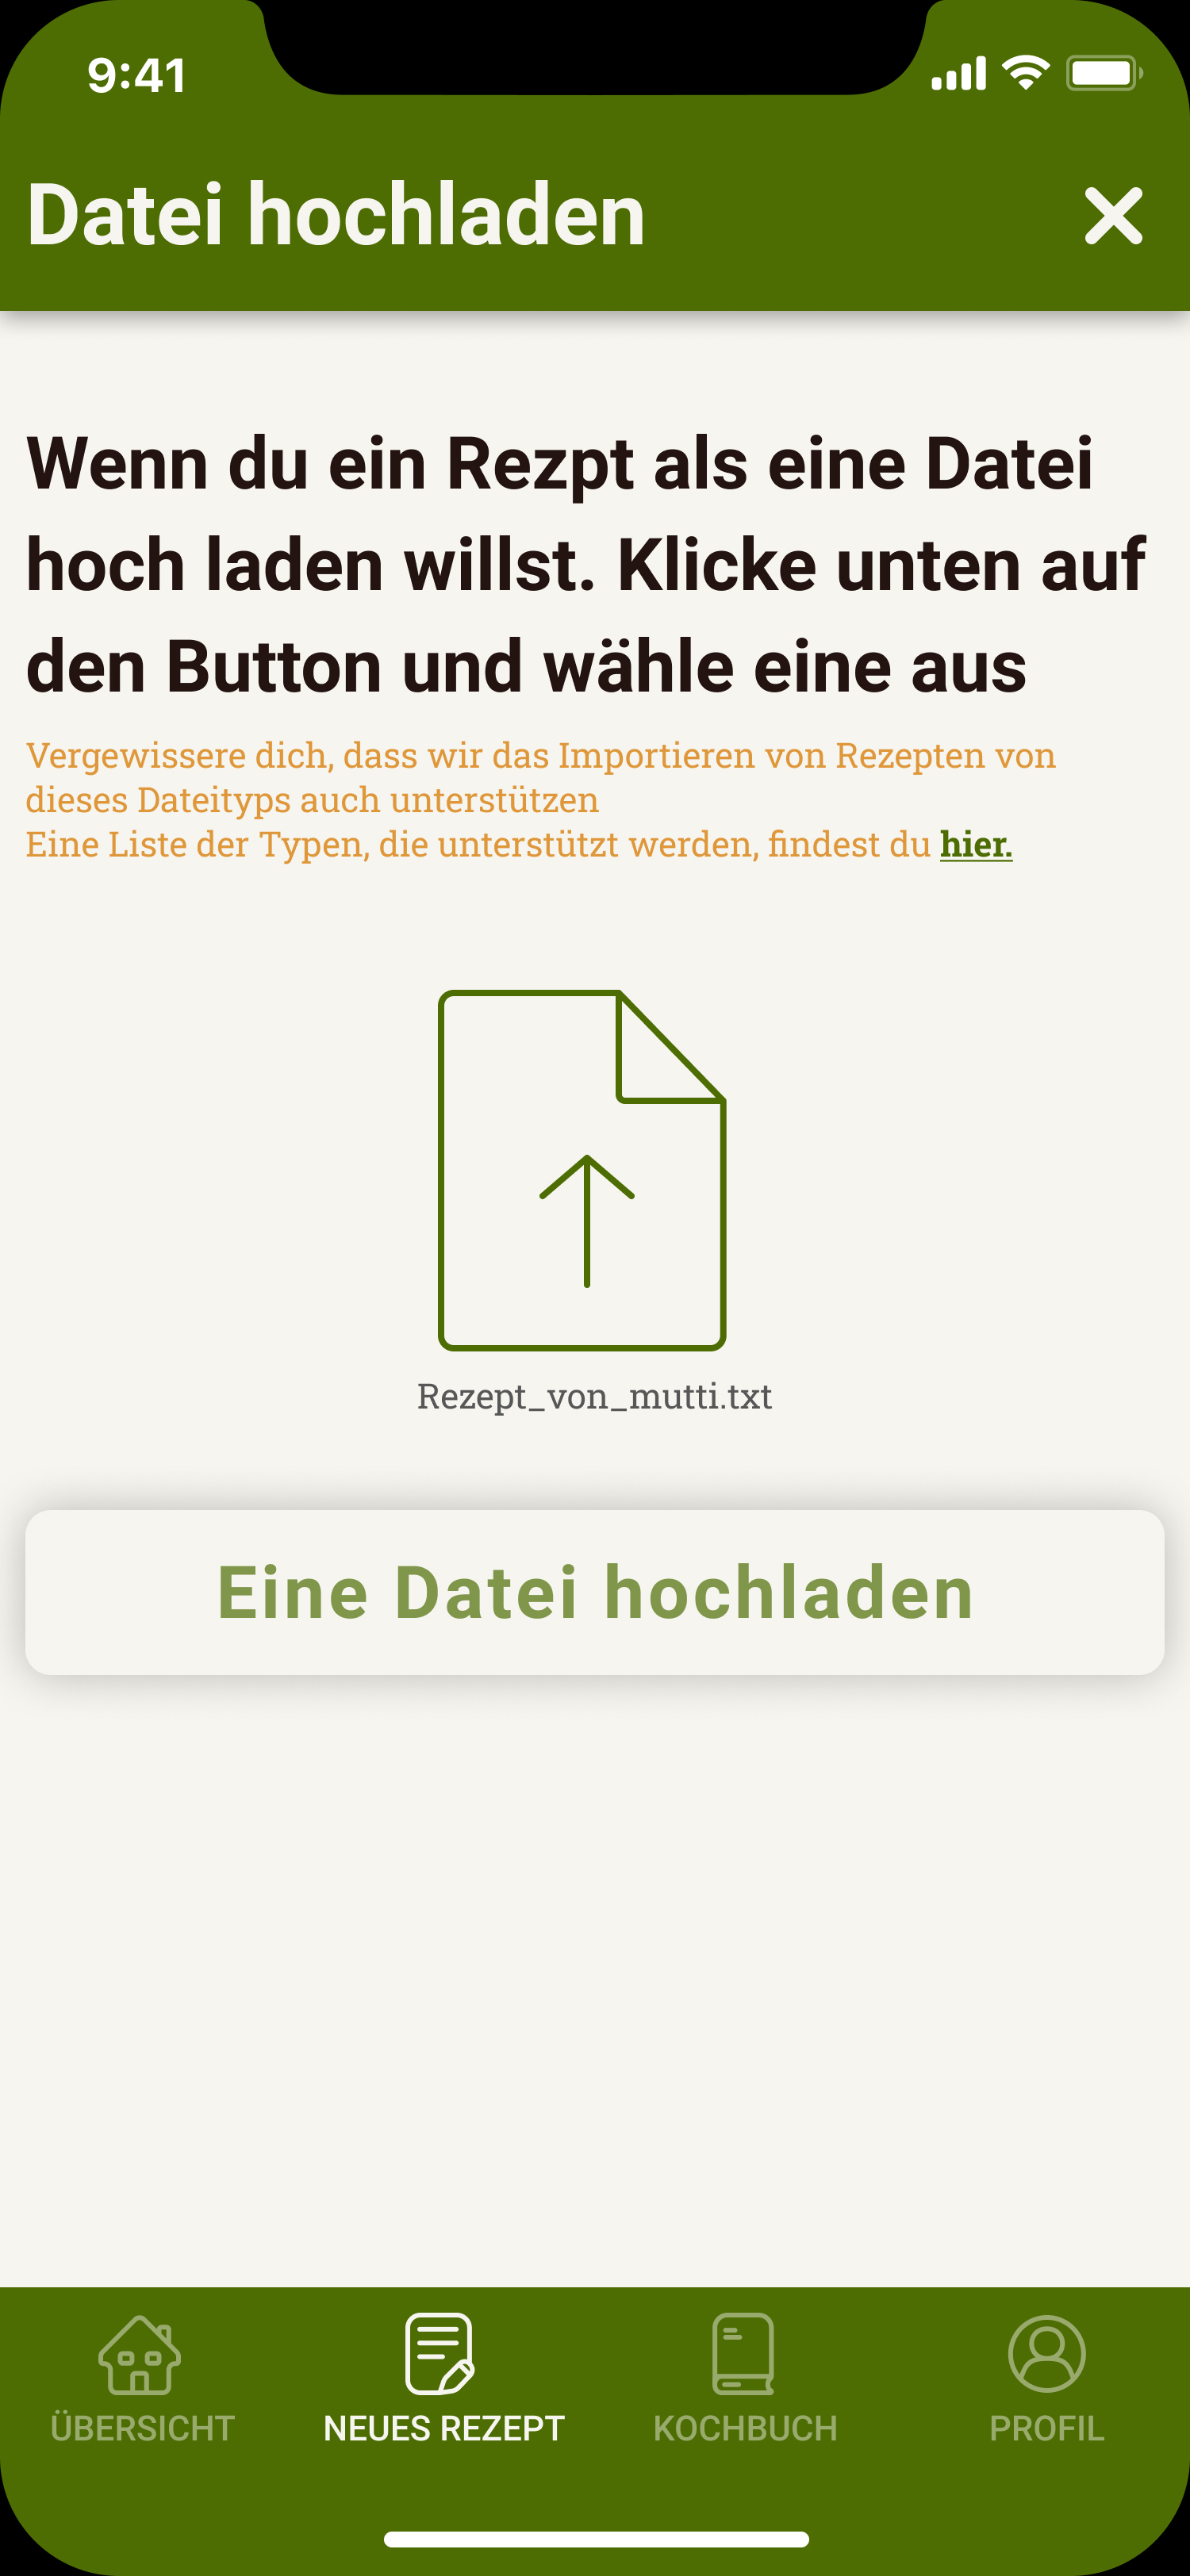 9:41
Datei hochladen
Wenn du ein Rezpt als eine Datei
hoch laden willst. Klicke unten auf
den Button und wähle eine aus
Vergewissere dich, dass wir das Importieren von Rezepten von
dieses Dateityps auch unterstützen
Eine Liste der Typen, die unterstützt werden, findest du hier.
Rezept_von_mutti.txt
Eine Datei hochladen
ÜBERSICHT NEUES REZEPT KOCHBUCH PROFIL